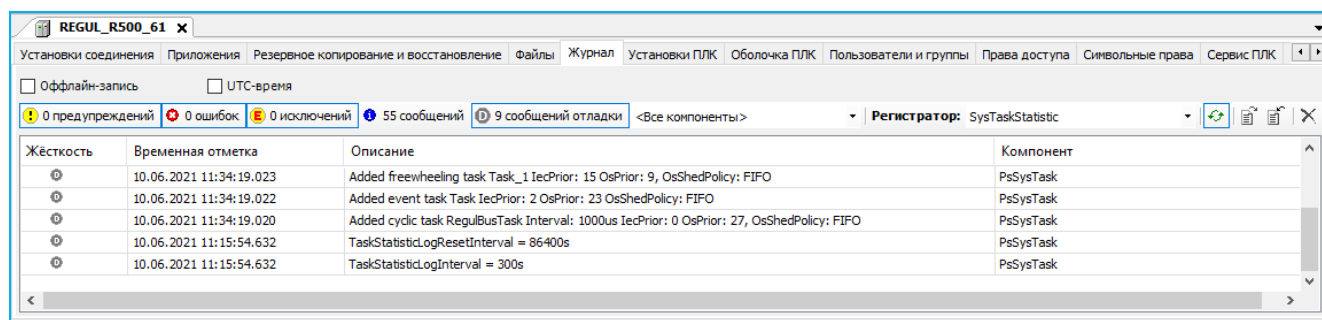 REGUL_R500_61 X
Установки соединения Приложения Резервное копирование и восстановление Файлы Журнал Установки ПЛК Оболочка ПЛК Пользователи и группы Права доступа Символьные права Сервис ПЛК
Оффлайн-запись UTC-время
0 предупреждений 0 ошибок E 0 исключений 55 сообщений D 9 сообщений отладки <Все компоненты> Регистратор: SysTaskStatistic
Жёсткость Временная отметка Описание Компонент
D 10.06.2021 11:34:19.023 Added freewheeling task Task_1 IecPrior: 15 OsPrior: 9, OsShedPolicy: FIFO PsSysTask
D 10.06.2021 11:34:19.022 Added event task Task IecPrior: 2 OsPrior: 23 OsShedPolicy: FIFO PsSysTask
D 10.06.2021 11:34:19.020 Added cyclic task RegulBusTask Interval: 1000us IecPrior: 0 OsPrior: 27, OsShedPolicy: FIFO PsSysTask
D 10.06.2021 11:15:54.632 TaskStatisticLogResetInterval = 86400s PsSysTask
D 10.06.2021 11:15:54.632 TaskStatisticLogInterval = 300s PsSysTask